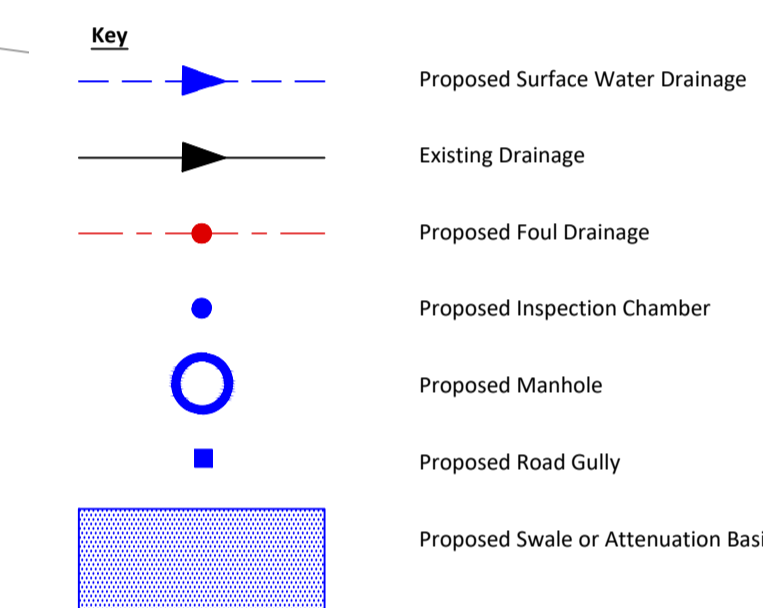 Key
Proposed Surface Water Drainage
Existing Drainage
Proposed Foul Drainage
Proposed Inspection Chamber
Proposed Manhole
Proposed Road Gully
Proposed Swale or Attenuation Basi